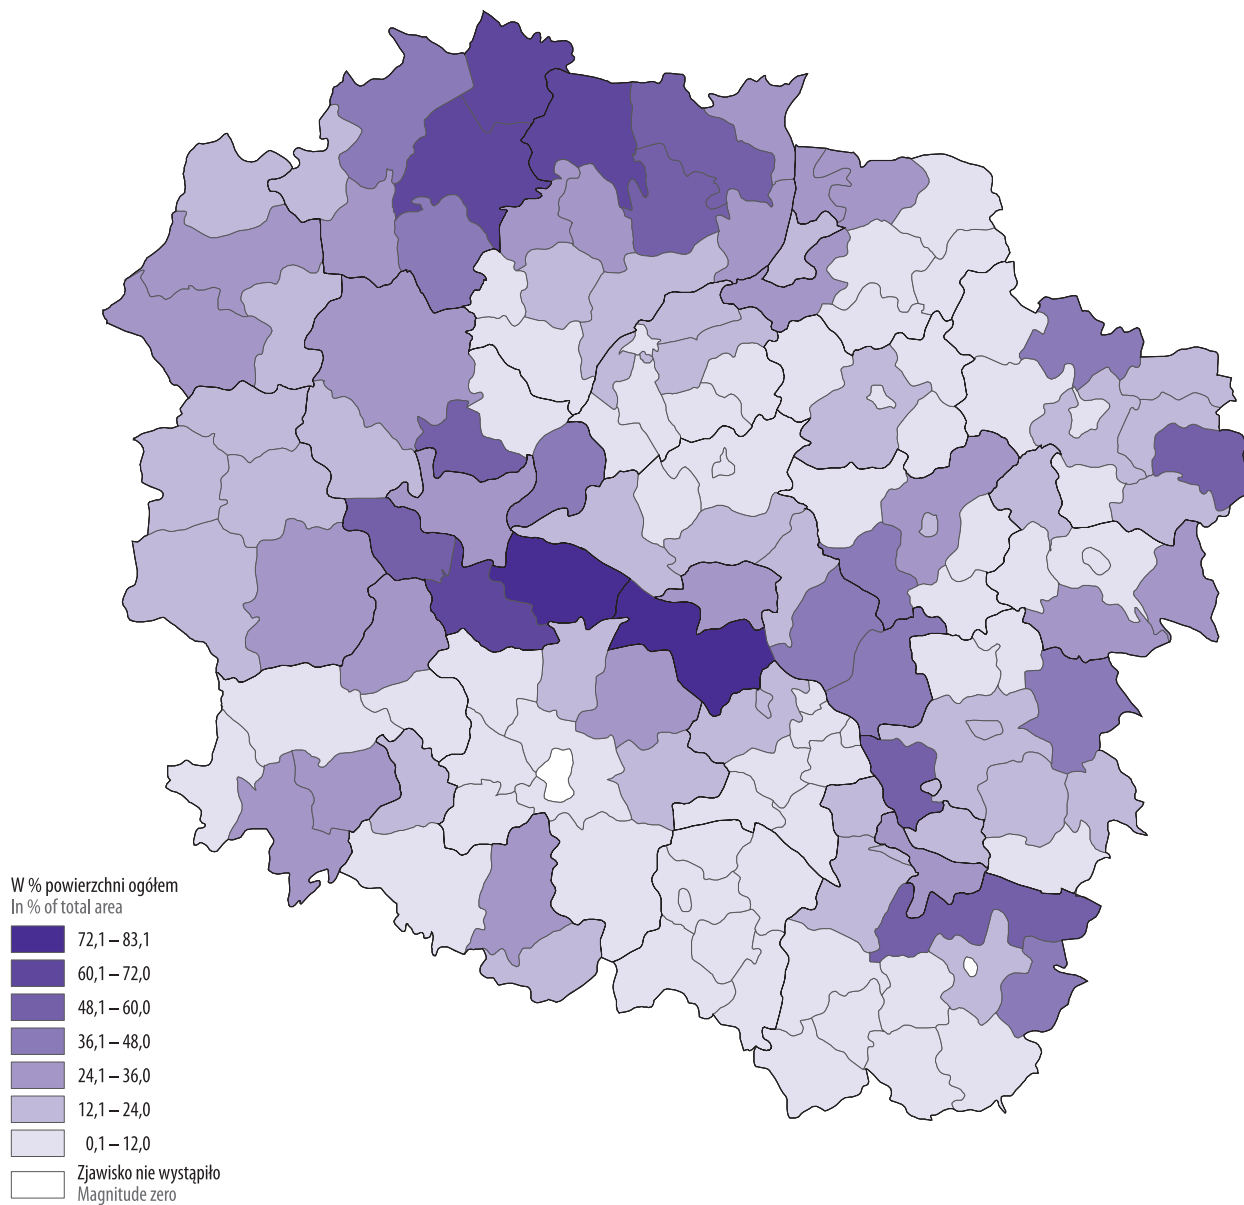 W % powierzchni ogółem
In % of total area
72,1 – 83,1
60,1 – 72,0
48,1 – 60,0
36,1 – 48,0
24,1 – 36,0
12,1 – 24,0
0,1 – 12,0
Zjawisko nie wystąpiło
Magnitude zero